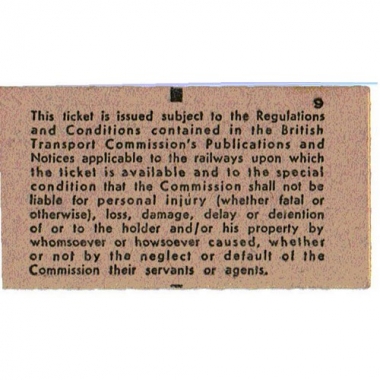 9
This ticket is issued subject to the Regulations
and Conditions contained in the British
Transport Commission's Publications and
Notices applicable to the railways upon which
the ticket is available and to the special
condition that the Commission shall not be
liable for personal injury (whether fatal or
otherwise), loss, damage, delay or detention
of or to the holder and/or his property by
whomsoever or howsoever caused, whether
or not by the neglect or default of the
Commission their servants or agents.